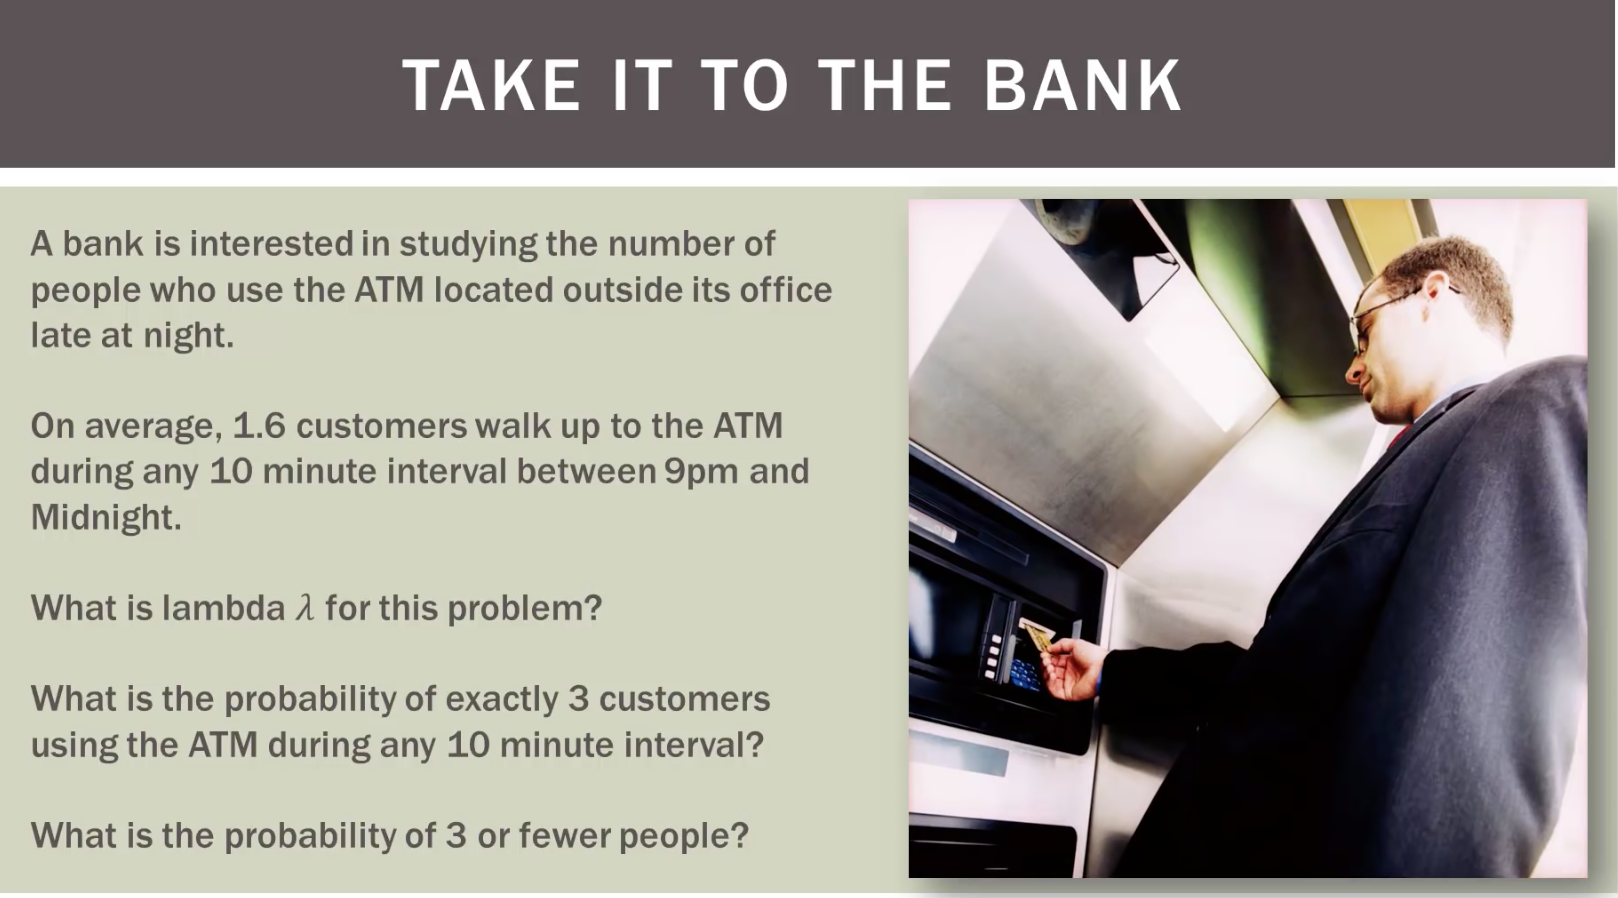 TAKE IT TO THE BANK
A bank is interested in studying the number of
people who use the ATM located outside its office
late at night.
On average, 1.6 customers walk up to the ATM
during any 10 minute interval between 9pm and
Midnight.
What is lambda λ for this problem?
What is the probability of exactly 3 customers
using the ATM during any 10 minute interval?
What is the probability of 3 or fewer people?